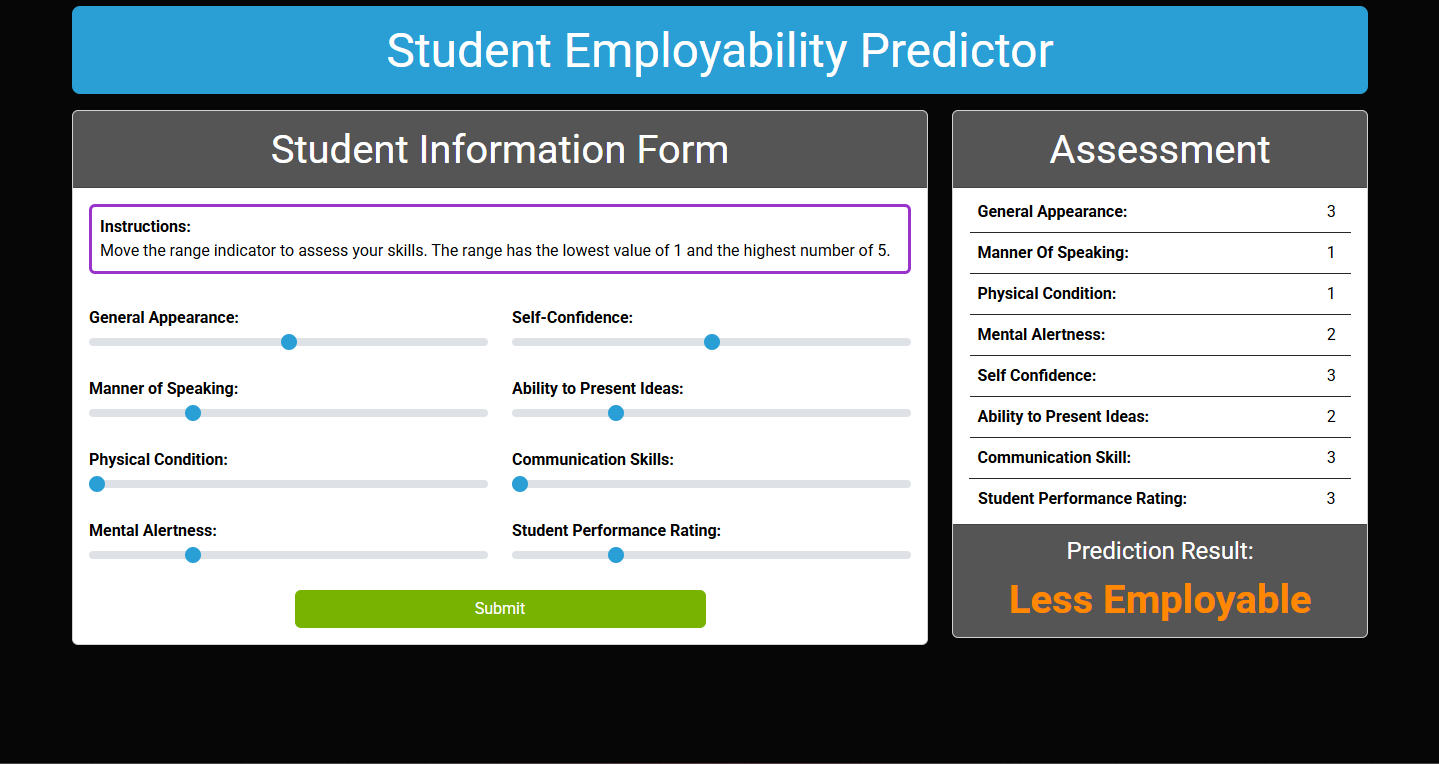 Student Employability Predictor
Student Information Form
Instructions:
Move the range indicator to assess your skills. The range has the lowest value of 1 and the highest number of 5.
General Appearance:
Self-Confidence:
Manner of Speaking:
Ability to Present Ideas:
Physical Condition:
Communication Skills:
Mental Alertness:
Student Performance Rating:
Submit
Assessment
General Appearance: 3
Manner Of Speaking: 1
Physical Condition: 1
Mental Alertness: 2
Self Confidence: 3
Ability to Present Ideas: 2
Communication Skill: 3
Student Performance Rating: 3
Prediction Result:
Less Employable